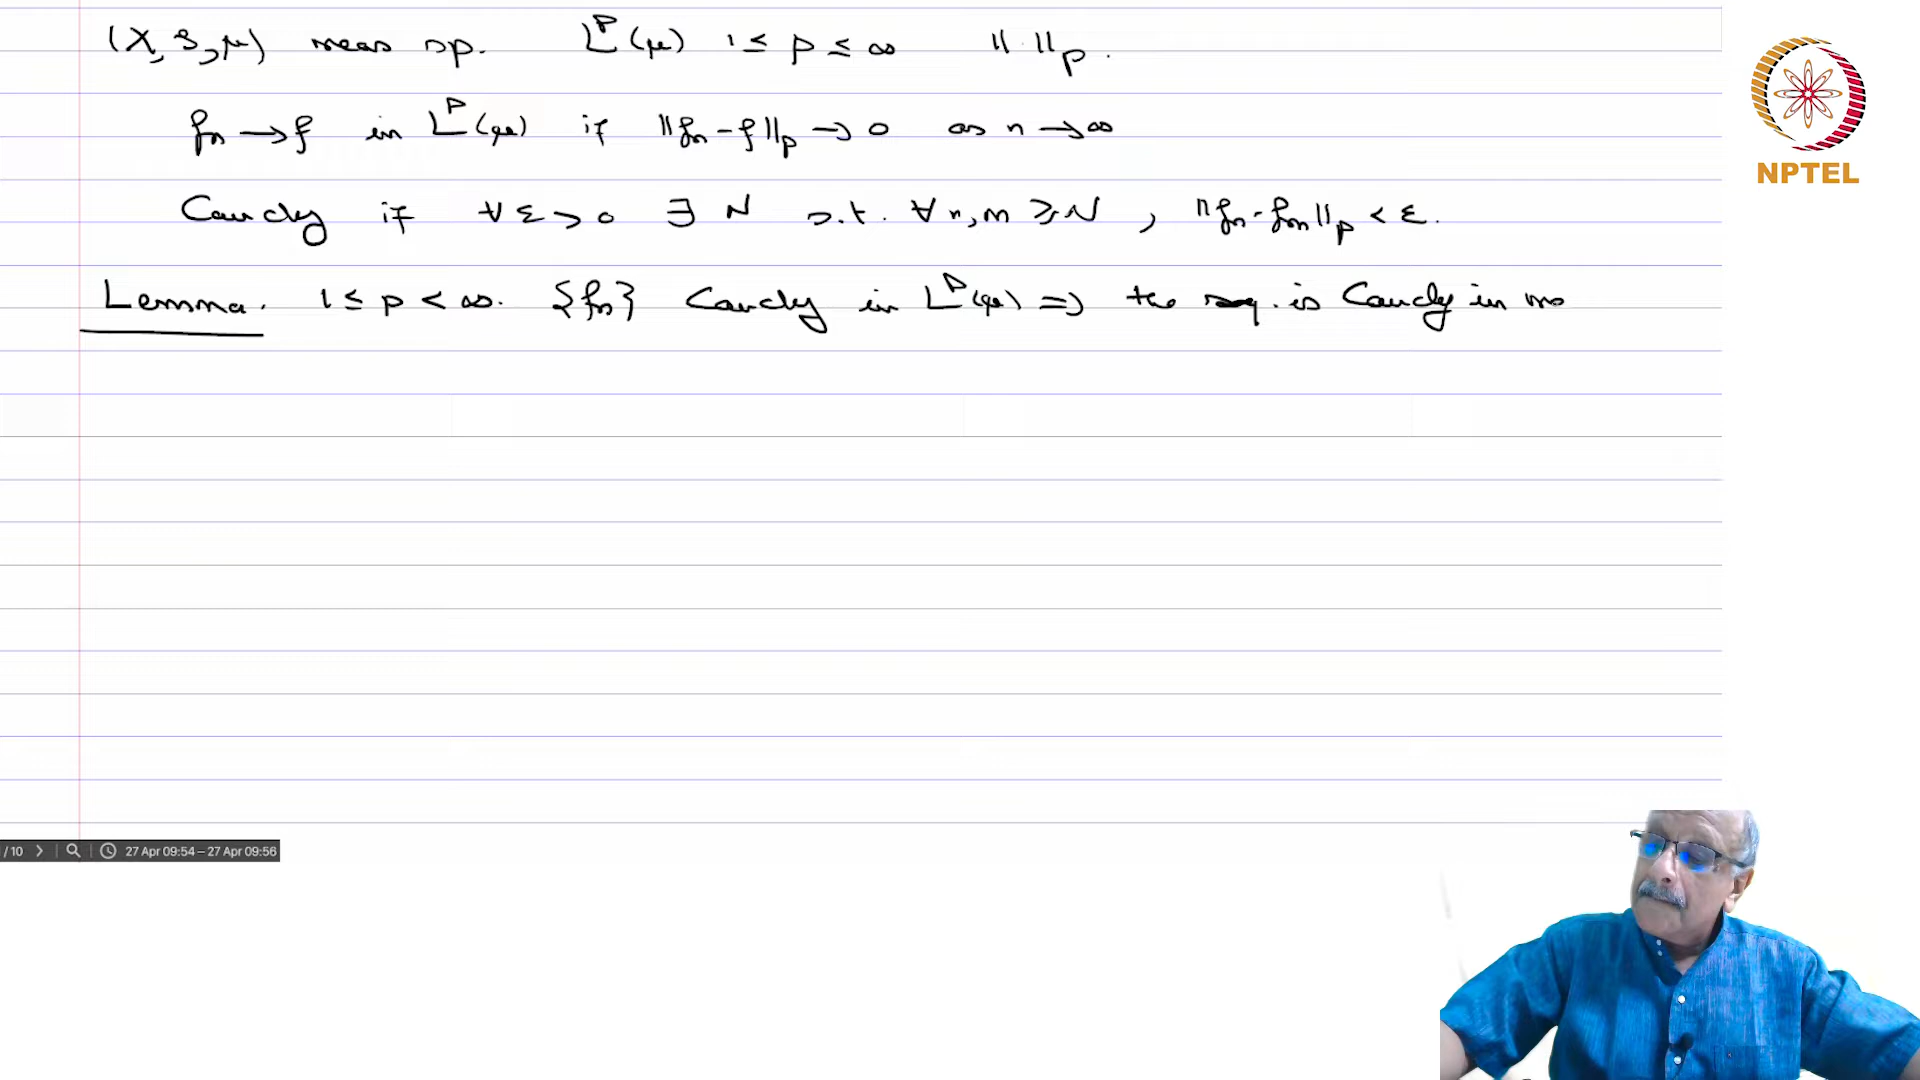 (X, S, μ) meas sp. L^p(μ) 1 ≤ p ≤ ∞ ‖·‖_p.
f_n → f in L^p(μ) if ‖f_n - f‖_p → 0 as n → ∞
Cauchy if ∀ ε > 0 ∃ N s.t. ∀ n, m ≥ N, ‖f_n - f_m‖_p < ε.
Lemma. 1 ≤ p < ∞. {f_n} Cauchy in L^p(μ) ⇒ the seq. is Cauchy in me
NPTEL
/10 27 Apr 09:54 – 27 Apr 09:56